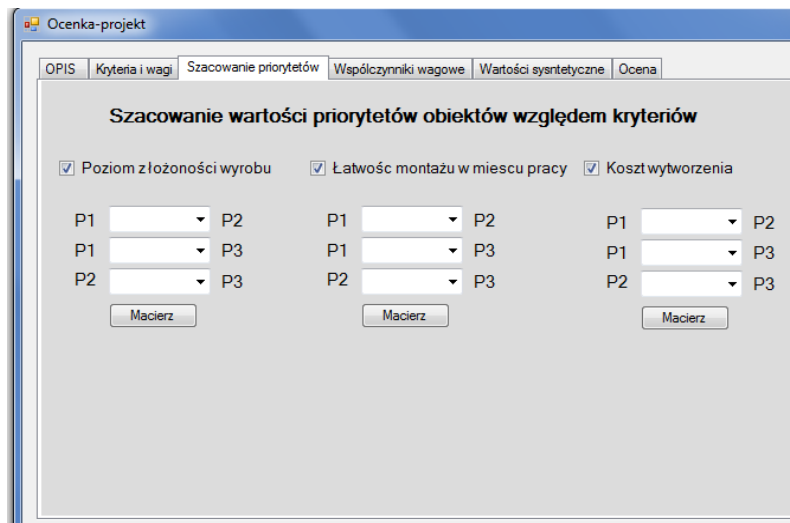 Ocenka-projekt
OPIS Kryteria i wagi Szacowanie priorytetów Wspólczynniki wagowe Wartości sysntetyczne Ocena
Szacowanie wartości priorytetów obiektów względem kryteriów
Poziom złożoności wyrobu Łatwośc montażu w miescu pracy Koszt wytworzenia
P1 P2 P1 P2 P1 P2
P1 P3 P1 P3 P1 P3
P2 P3 P2 P3 P2 P3
Macierz Macierz Macierz